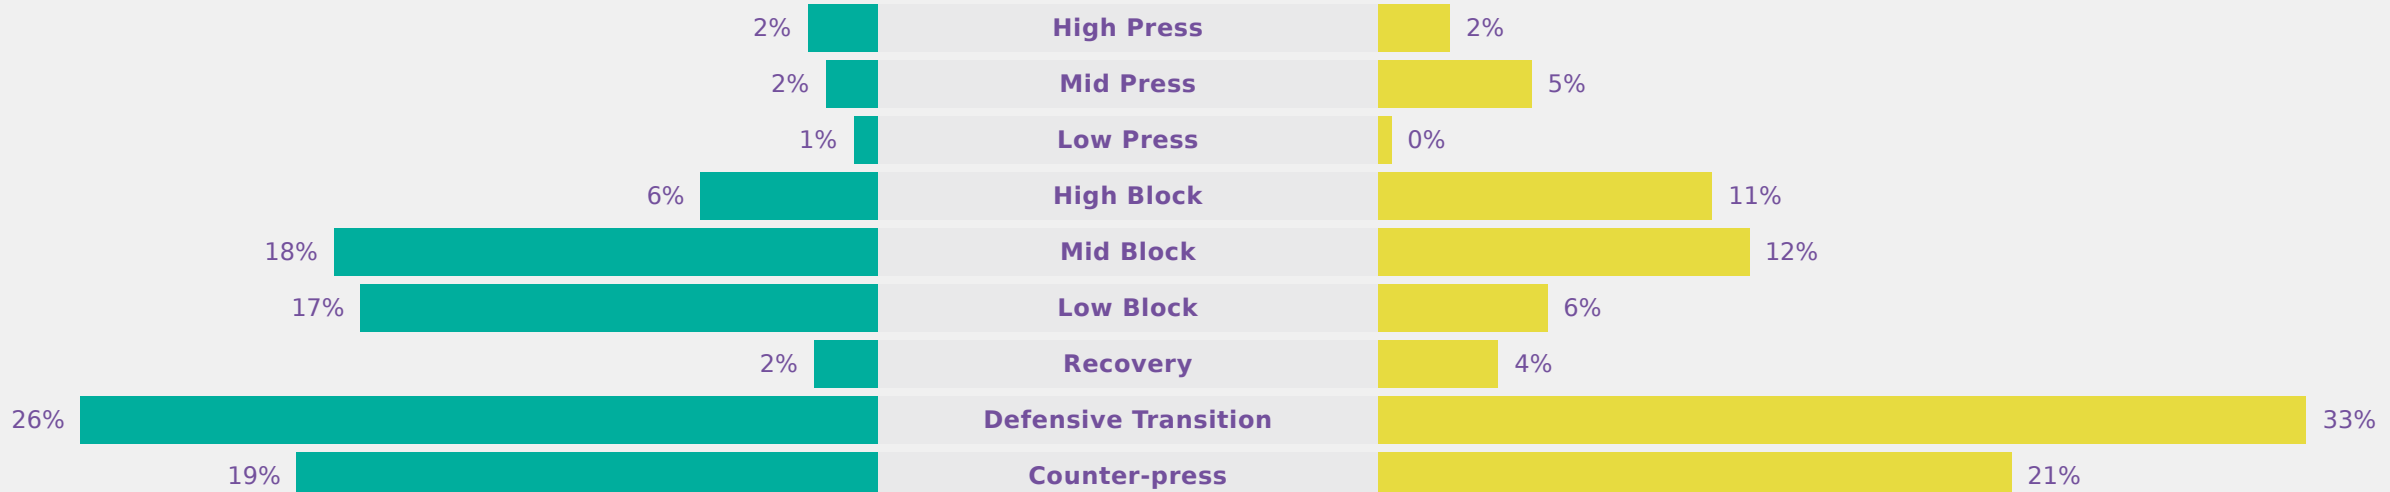 2% High Press 2%
2% Mid Press 5%
1% Low Press 0%
6% High Block 11%
18% Mid Block 12%
17% Low Block 6%
2% Recovery 4%
26% Defensive Transition 33%
19% Counter-press 21%